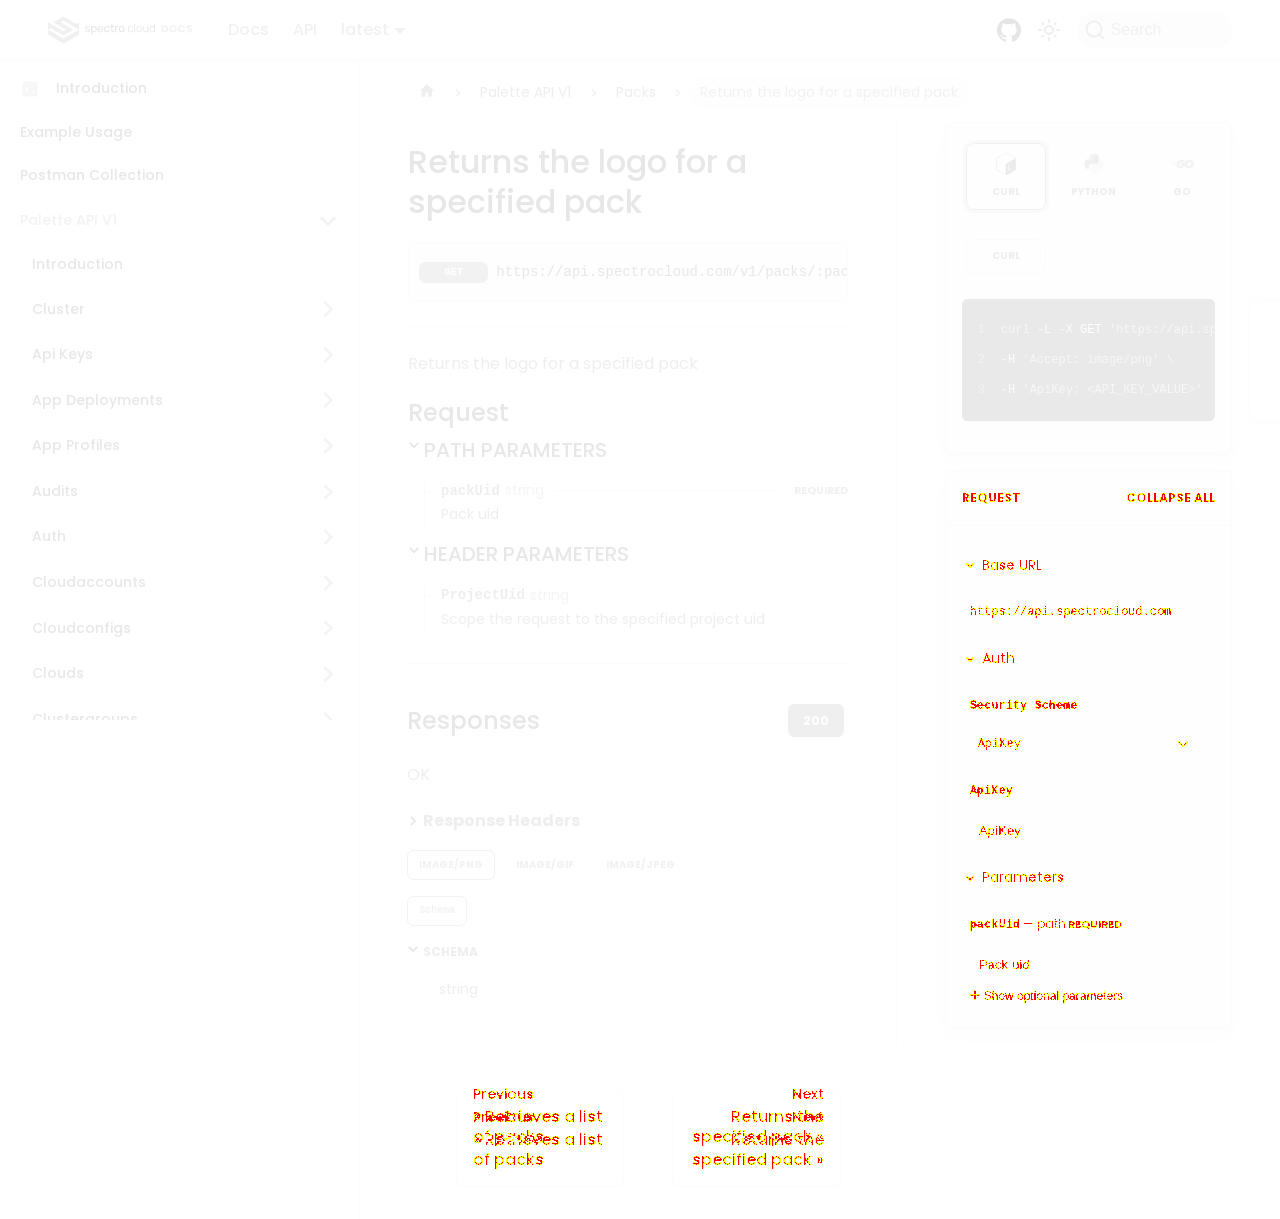 spectro cloud DOCS Docs API latest Search
Introduction
Example Usage
Postman Collection
Palette API V1
Introduction
Cluster
Api Keys
App Deployments
App Profiles
Audits
Auth
Cloudaccounts
Cloudconfigs
Clouds
Clustergroups
Palette API V1 > Packs > Returns the logo for a specified pack
Returns the logo for a
specified pack
GET https://api.spectrocloud.com/v1/packs/:pac
Returns the logo for a specified pack
Request
PATH PARAMETERS
packUid string REQUIRED
Pack uid
HEADER PARAMETERS
ProjectUid string
Scope the request to the specified project uid
Responses 200
OK
Response Headers
IMAGE/PNG IMAGE/GIF IMAGE/JPEG
Schema
SCHEMA
string
CURL PYTHON GO
CURL
1 curl -L -X GET 'https://api.sp
2 -H 'Accept: image/png' \
3 -H 'ApiKey: <API_KEY_VALUE>'
REQUEST COLLAPSE ALL
Base URL
https://api.spectrocloud.com
Auth
Security Scheme
ApiKey
ApiKey
ApiKey
Parameters
packUid — path REQUIRED
Pack uid
Show optional parameters
Previous
« Retrieves a list
of packs
Next
Returns the
specified pack »